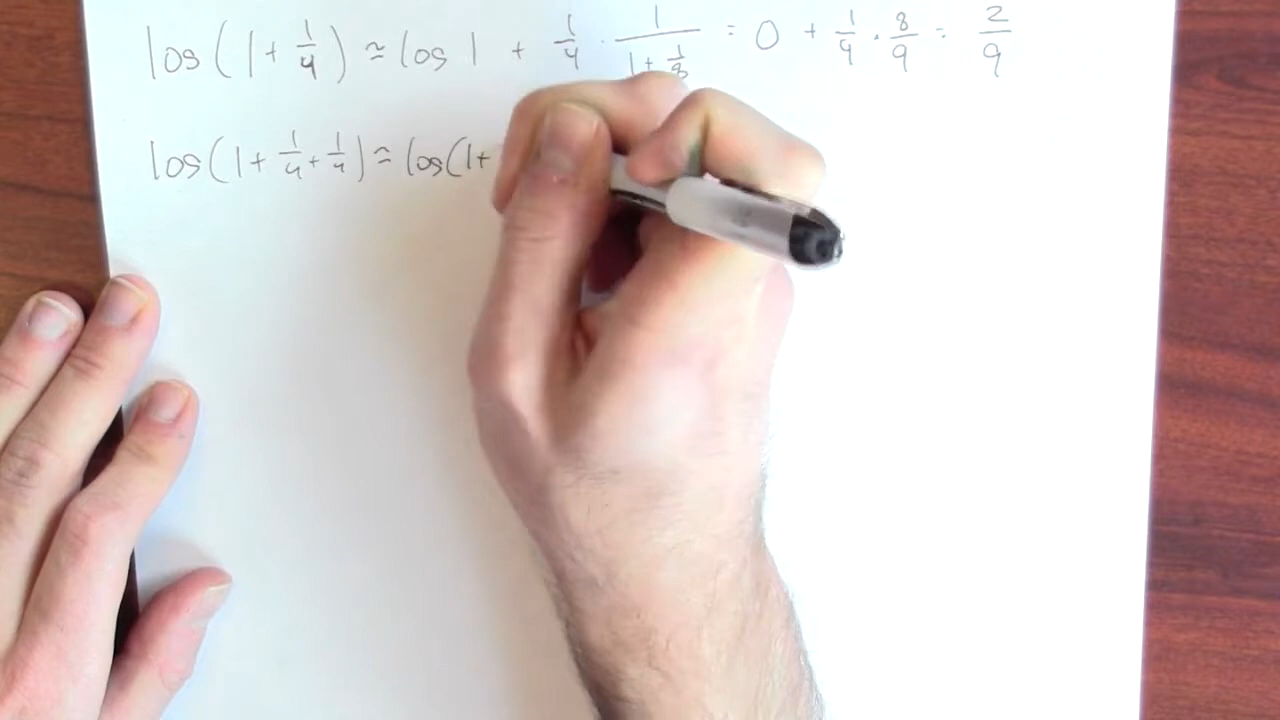 log(1 + 1/4) ≈ log 1 + 1/4 · 1/(1 + 1/8) = 0 + 1/4 · 8/9 = 2/9
log(1 + 1/4 + 1/4) ≈ log(1+